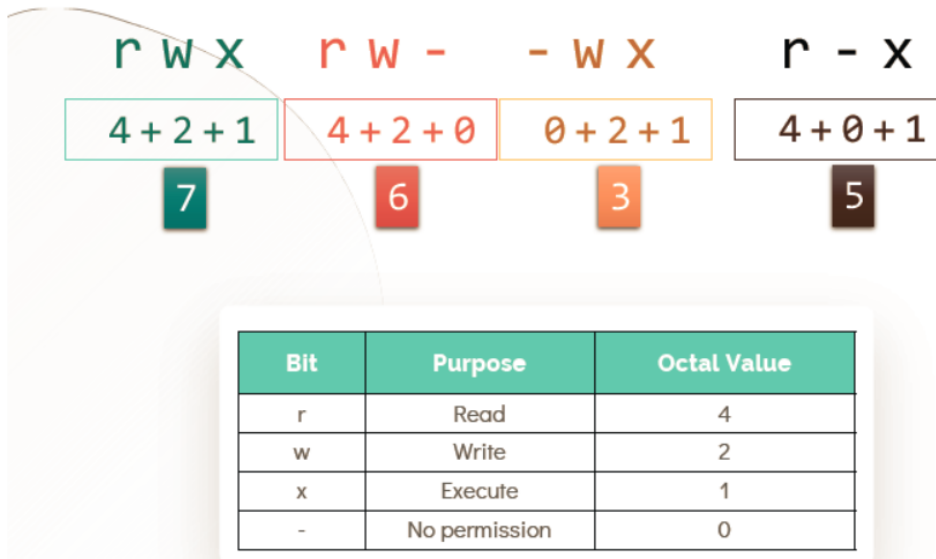 r w x r w - - w x r - x
4+2+1 4+2+0 0+2+1 4+0+1
7 6 3 5
Bit Purpose Octal Value
r Read 4
w Write 2
x Execute 1
- No permission 0